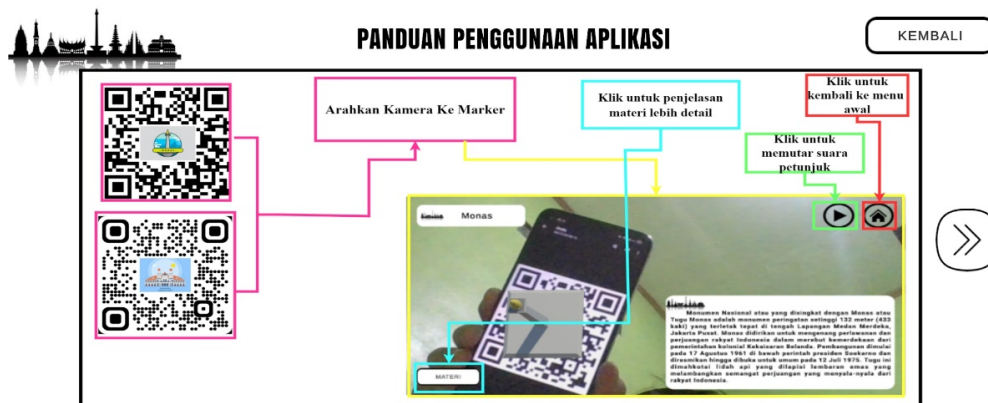 PANDUAN PENGGUNAAN APLIKASI
KEMBALI
Arahkan Kamera Ke Marker
Klik untuk penjelasan
materi lebih detail
Klik untuk
kembali ke menu
awal
Klik untuk
memutar suara
petunjuk
Monas
Monumen Nasional atau yang disingkat dengan Monas atau
Tugu Monas adalah monumen peringatan setinggi 132 meter (433
kaki) yang terletak tepat di tengah Lapangan Medan Merdeka,
Jakarta Pusat. Monas didirikan untuk mengenang perlawanan dan
perjuangan rakyat Indonesia dalam merebut kemerdekaan dari
pemerintahan kolonial Kekaisaran Belanda. Pembangunan dimulai
pada 17 Agustus 1961 di bawah perintah presiden Soekarno dan
diresmikan hingga dibuka untuk umum pada 12 Juli 1975. Tugu ini
dimahkotai lidah api yang dilapisi lembaran emas yang
melambangkan semangat perjuangan yang menyala-nyala dari
rakyat Indonesia.
MATERI